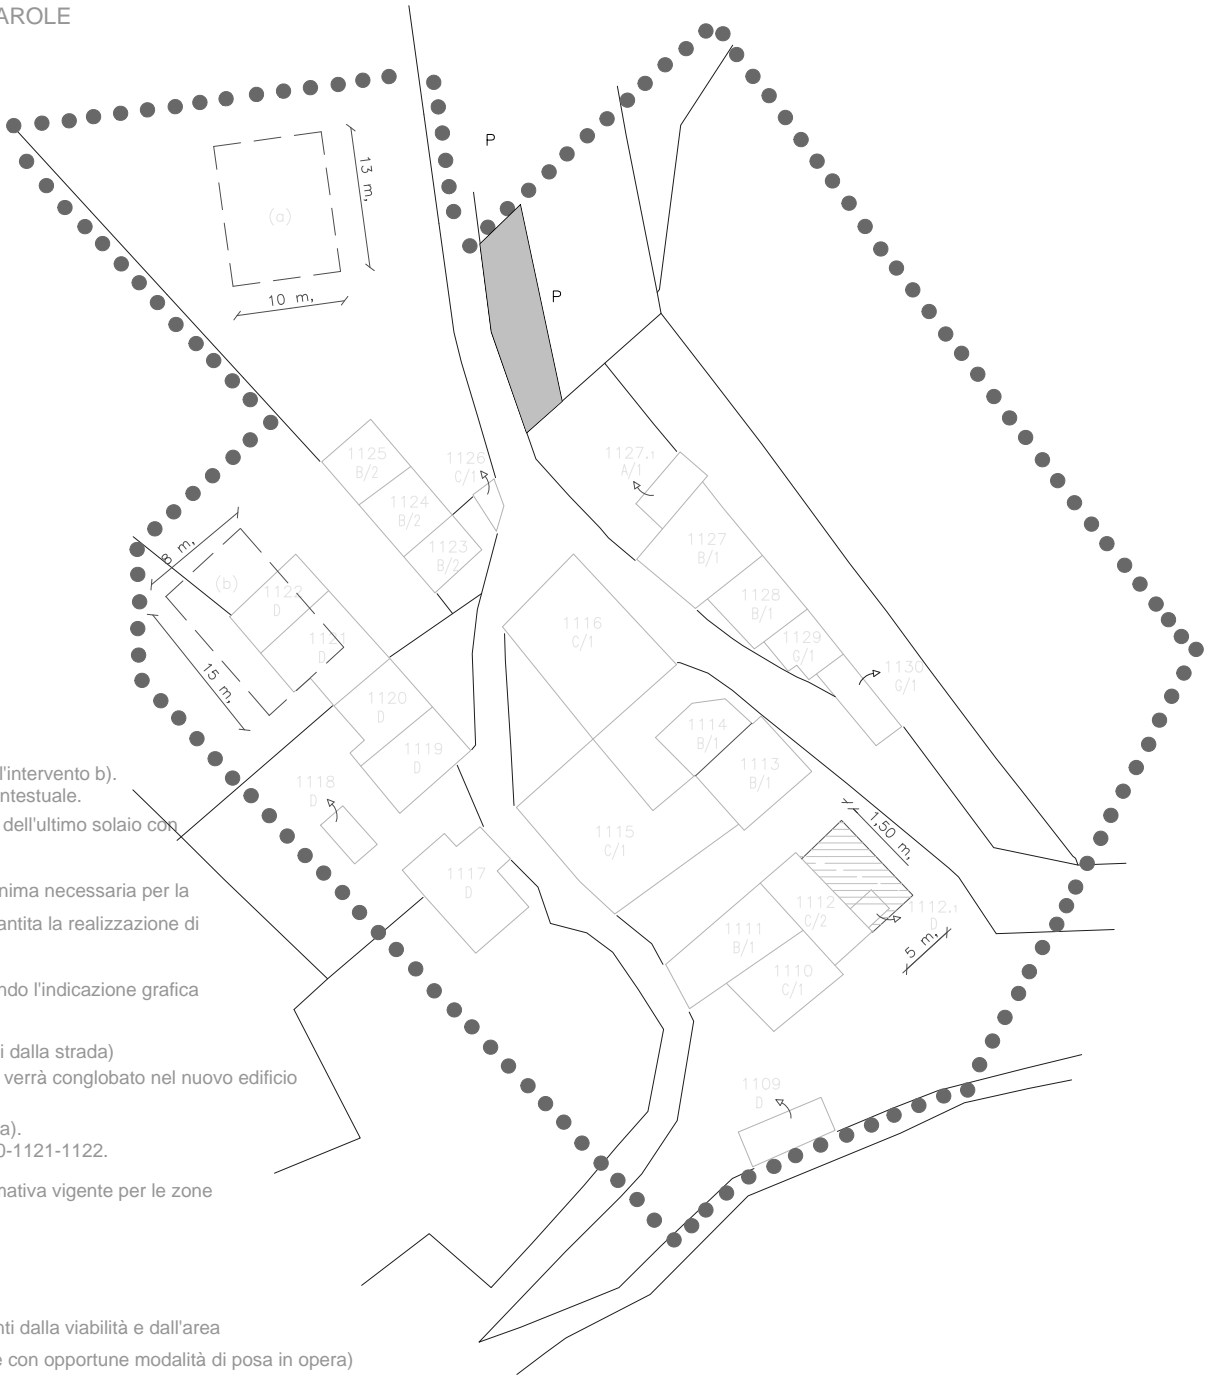 AROLE
P
13 m,
(a)
10 m,
P
1125
B/2
1126
C/1
1127.1
A/1
1124
B/2
1123
B/2
1127
B/1
8 m,
(b)
1122
D
1128
B/1
1121
D
1116
C/1
1129
G/1
1130
G/1
15 m,
1120
D
1119
D
1114
B/1
1113
B/1
l'intervento b).
ntestuale.
1118
D
dell'ultimo solaio con
1115
C/1
1,50 m,
1117
D
nima necessaria per la
1112
C/2
1112.1
D
antita la realizzazione di
1111
B/1
5 m,
1110
C/1
ndo l'indicazione grafica
i dalla strada)
verrà conglobato nel nuovo edificio
1109
D
a).
0-1121-1122.
mativa vigente per le zone
nti dalla viabilità e dall'area
e con opportune modalità di posa in opera)